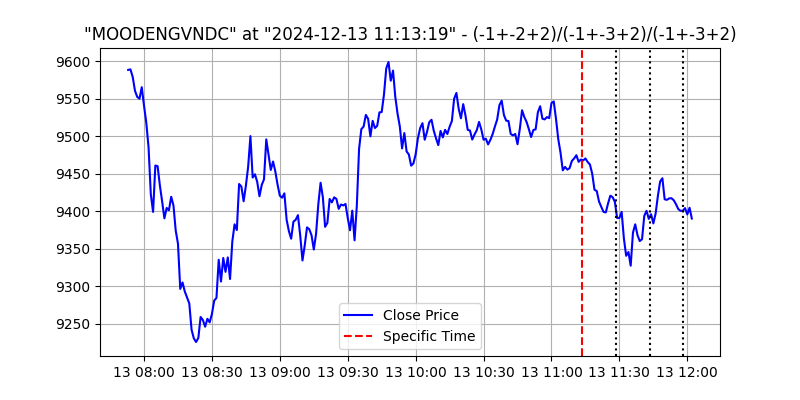 "MOODENGVNDC" at "2024-12-13 11:13:19" - (-1+-2+2)/(-1+-3+2)/(-1+-3+2)
9600
9550
9500
9450
9400
9350
9300
9250
Close Price
Specific Time
13 08:00 13 08:30 13 09:00 13 09:30 13 10:00 13 10:30 13 11:00 13 11:30 13 12:00